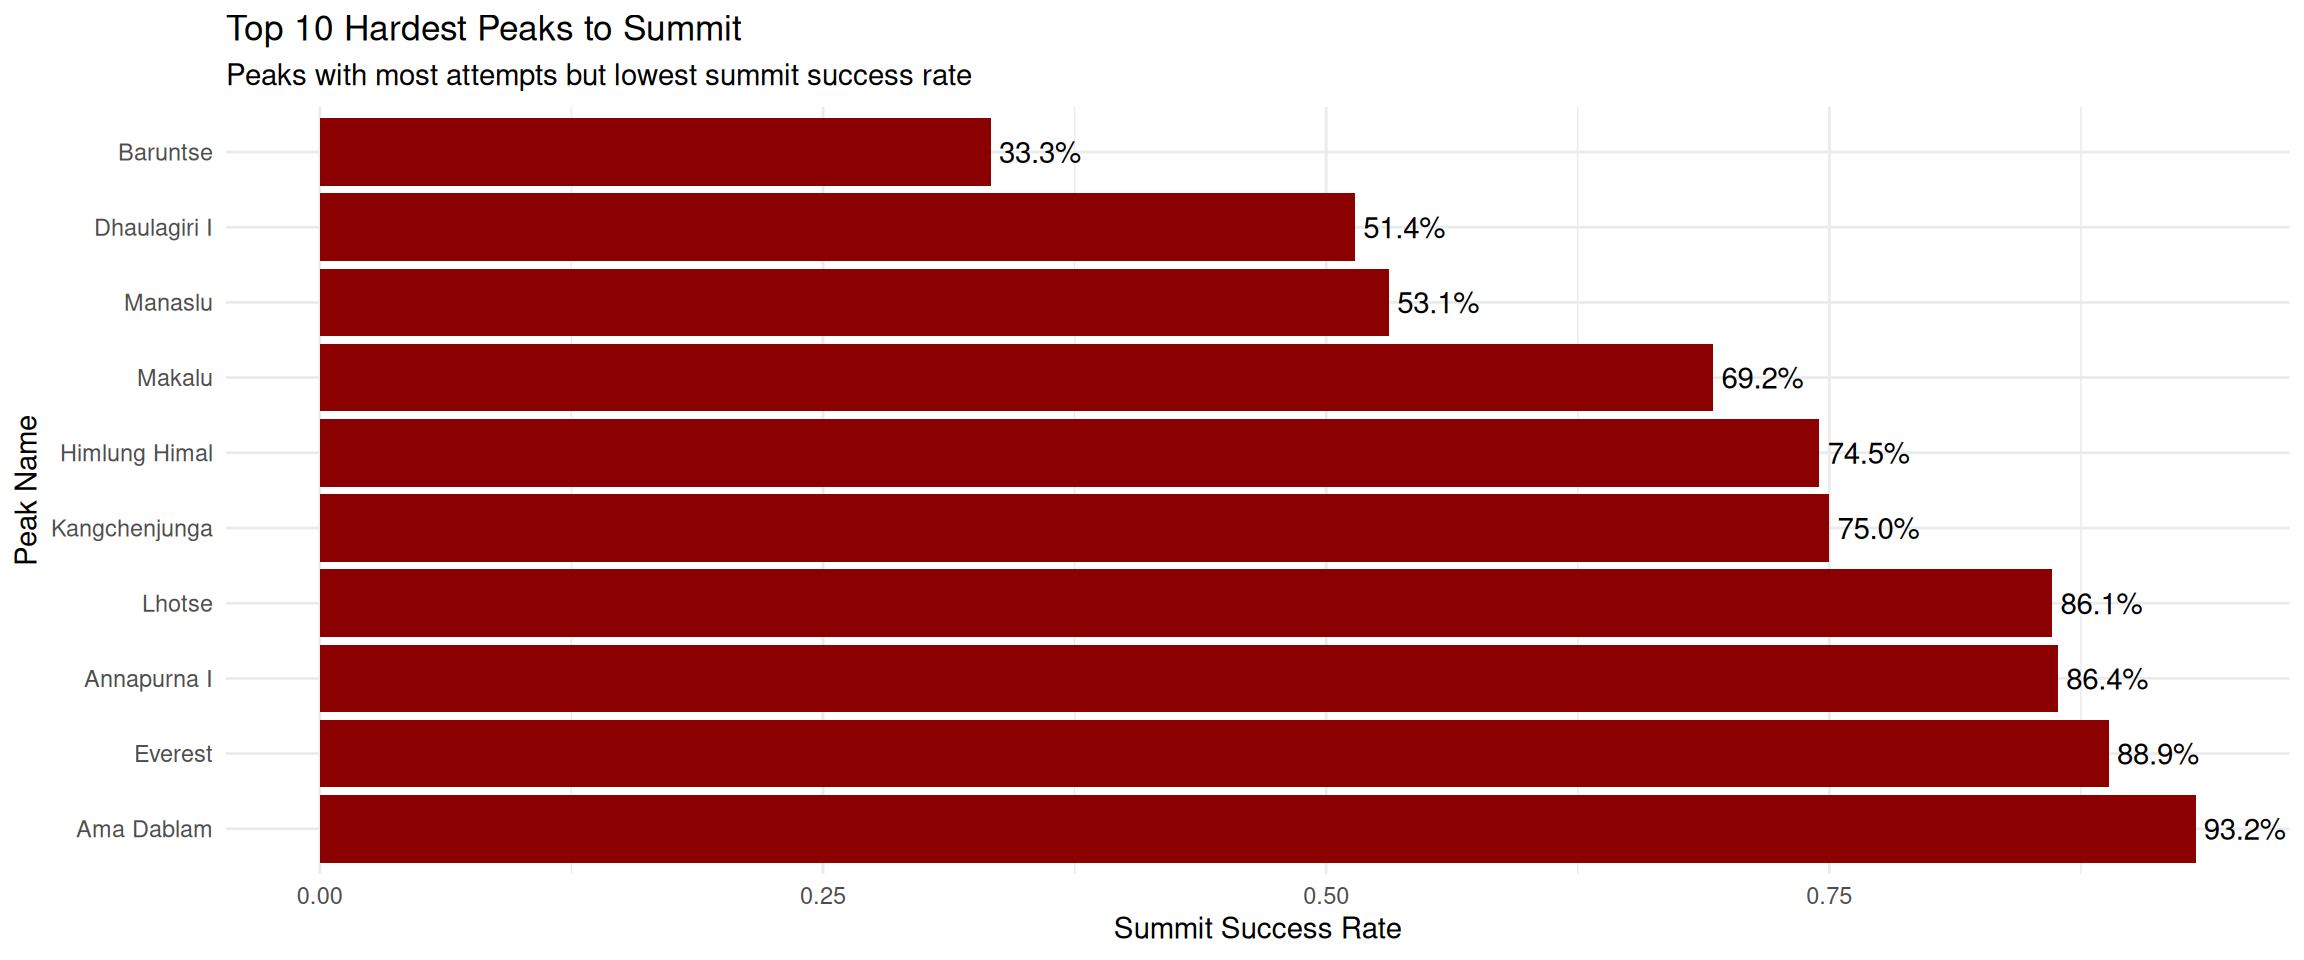 Top 10 Hardest Peaks to Summit
Peaks with most attempts but lowest summit success rate
Peak Name
Baruntse 33.3%
Dhaulagiri I 51.4%
Manaslu 53.1%
Makalu 69.2%
Himlung Himal 74.5%
Kangchenjunga 75.0%
Lhotse 86.1%
Annapurna I 86.4%
Everest 88.9%
Ama Dablam 93.2%
0.00 0.25 0.50 0.75
Summit Success Rate